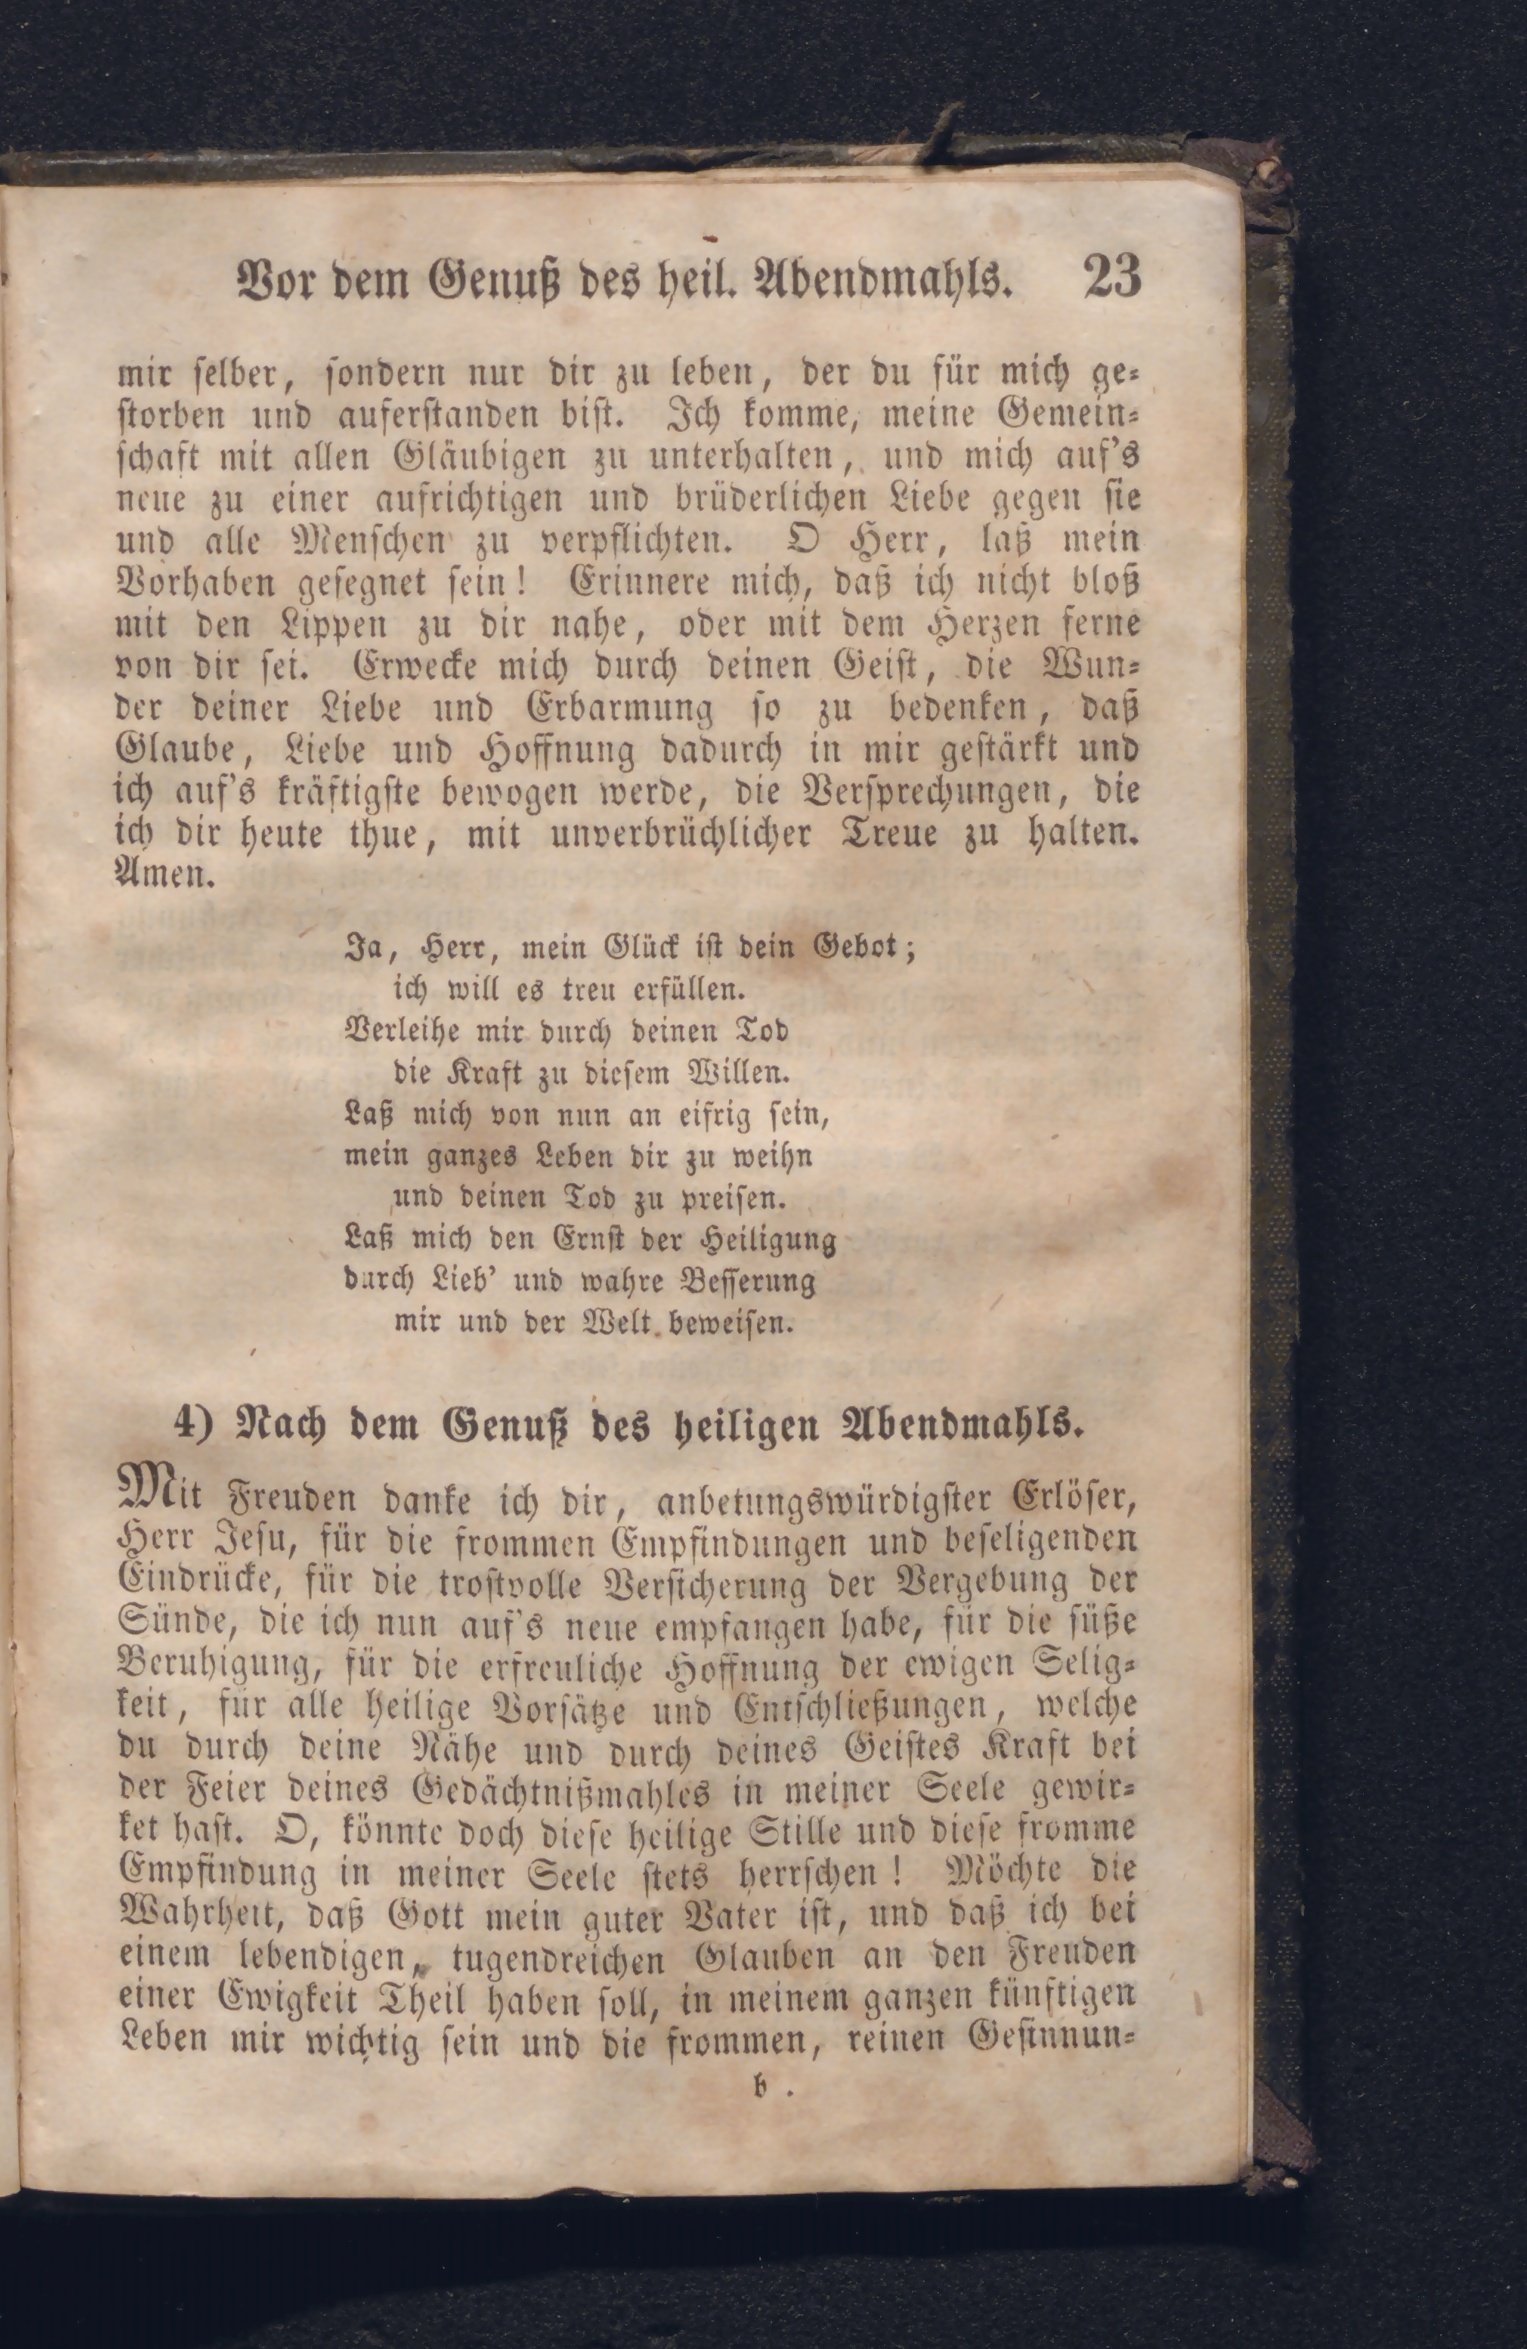 Vor dem Genuß des heil. Abendmahls. 23
mir selber, sondern nur dir zu leben, der du für mich ge-
storben und auferstanden bist. Ich komme, meine Gemein-
schaft mit allen Gläubigen zu unterhalten, und mich auf's
neue zu einer aufrichtigen und brüderlichen Liebe gegen sie
und alle Menschen zu verpflichten. O Herr, laß mein
Vorhaben gesegnet sein! Erinnere mich, daß ich nicht bloß
mit den Lippen zu dir nahe, oder mit dem Herzen ferne
von dir sei. Erwecke mich durch deinen Geist, die Wun-
der deiner Liebe und Erbarmung so zu bedenken, daß
Glaube, Liebe und Hoffnung dadurch in mir gestärkt und
ich auf's kräftigste bewogen werde, die Versprechungen, die
ich dir heute thue, mit unverbrüchlicher Treue zu halten.
Amen.
Ja, Herr, mein Glück ist dein Gebot;
ich will es treu erfüllen.
Verleihe mir durch deinen Tod
die Kraft zu diesem Willen.
Laß mich von nun an eifrig sein,
mein ganzes Leben dir zu weihn
und deinen Tod zu preisen.
Laß mich den Ernst der Heiligung
durch Lieb' und wahre Besserung
mir und der Welt beweisen.
4) Nach dem Genuß des heiligen Abendmahls.
Mit Freuden danke ich dir, anbetungswürdigster Erlöser,
Herr Jesu, für die frommen Empfindungen und beseligenden
Eindrücke, für die trostvolle Versicherung der Vergebung der
Sünde, die ich nun auf's neue empfangen habe, für die süße
Beruhigung, für die erfreuliche Hoffnung der ewigen Selig-
keit, für alle heilige Vorsätze und Entschließungen, welche
du durch deine Nähe und durch deines Geistes Kraft bei
der Feier deines Gedächtnißmahles in meiner Seele gewir-
ket hast. O, könnte doch diese heilige Stille und diese fromme
Empfindung in meiner Seele stets herrschen! Möchte die
Wahrheit, daß Gott mein guter Vater ist, und daß ich bei
einem lebendigen, tugendreichen Glauben an den Freuden
einer Ewigkeit Theil haben soll, in meinem ganzen künftigen
Leben mir wichtig sein und die frommen, reinen Gesinnun-
b .